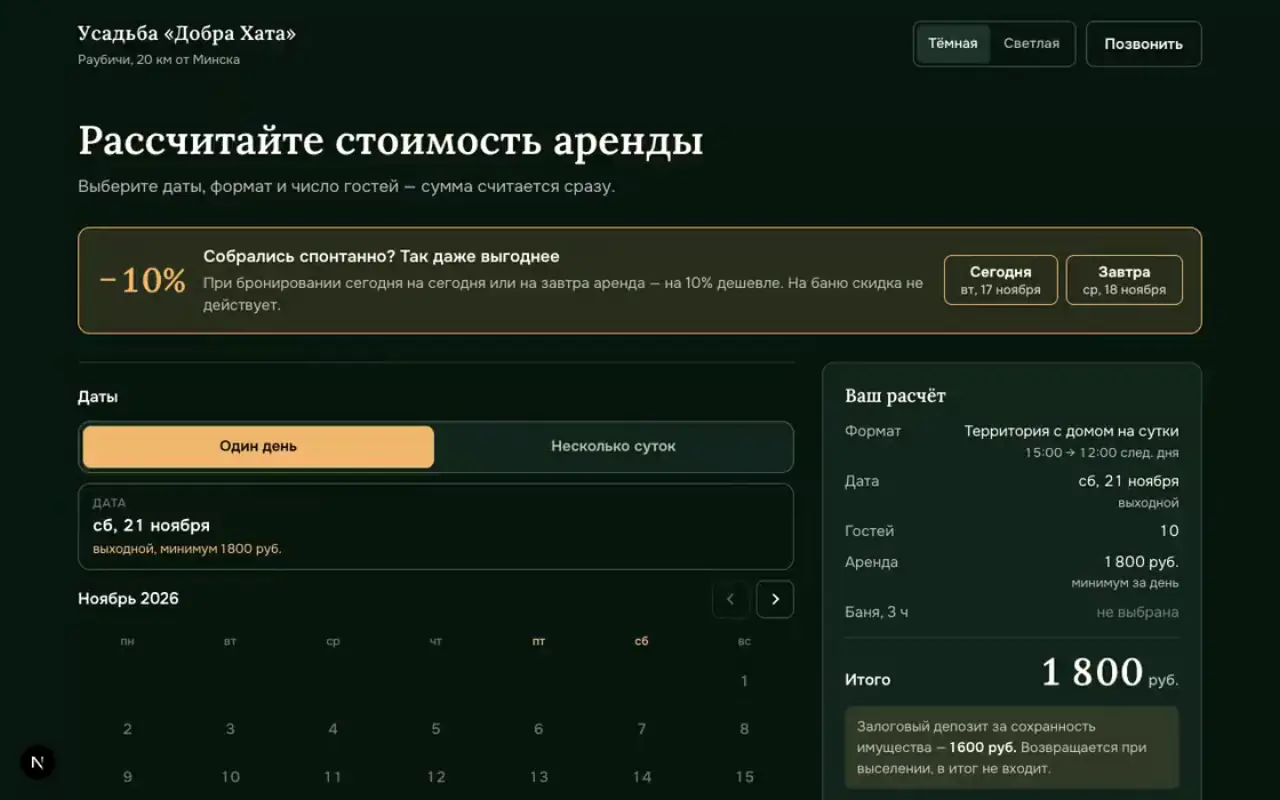 Усадьба «Добра Хата»
Раубичи, 20 км от Минска
Тёмная
Светлая
Позвонить
Рассчитайте стоимость аренды
Выберите даты, формат и число гостей — сумма считается сразу.
−10%
Собрались спонтанно? Так даже выгоднее
При бронировании сегодня на сегодня или на завтра аренда — на 10% дешевле. На баню скидка не
действует.
Сегодня
вт, 17 ноября
Завтра
ср, 18 ноября
Даты
Один день
Несколько суток
ДАТА
сб, 21 ноября
выходной, минимум 1800 руб.
Ноябрь 2026
пн вт ср чт пт сб вс
1
2 3 4 5 6 7 8
9 10 11 12 13 14 15
Ваш расчёт
Формат Территория с домом на сутки
15:00 → 12:00 след. дня
Дата сб, 21 ноября
выходной
Гостей 10
Аренда 1 800 руб.
минимум за день
Баня, 3 ч не выбрана
Итого 1 800 руб.
Залоговый депозит за сохранность
имущества — 1600 руб. Возвращается при
выселении, в итог не входит.
N